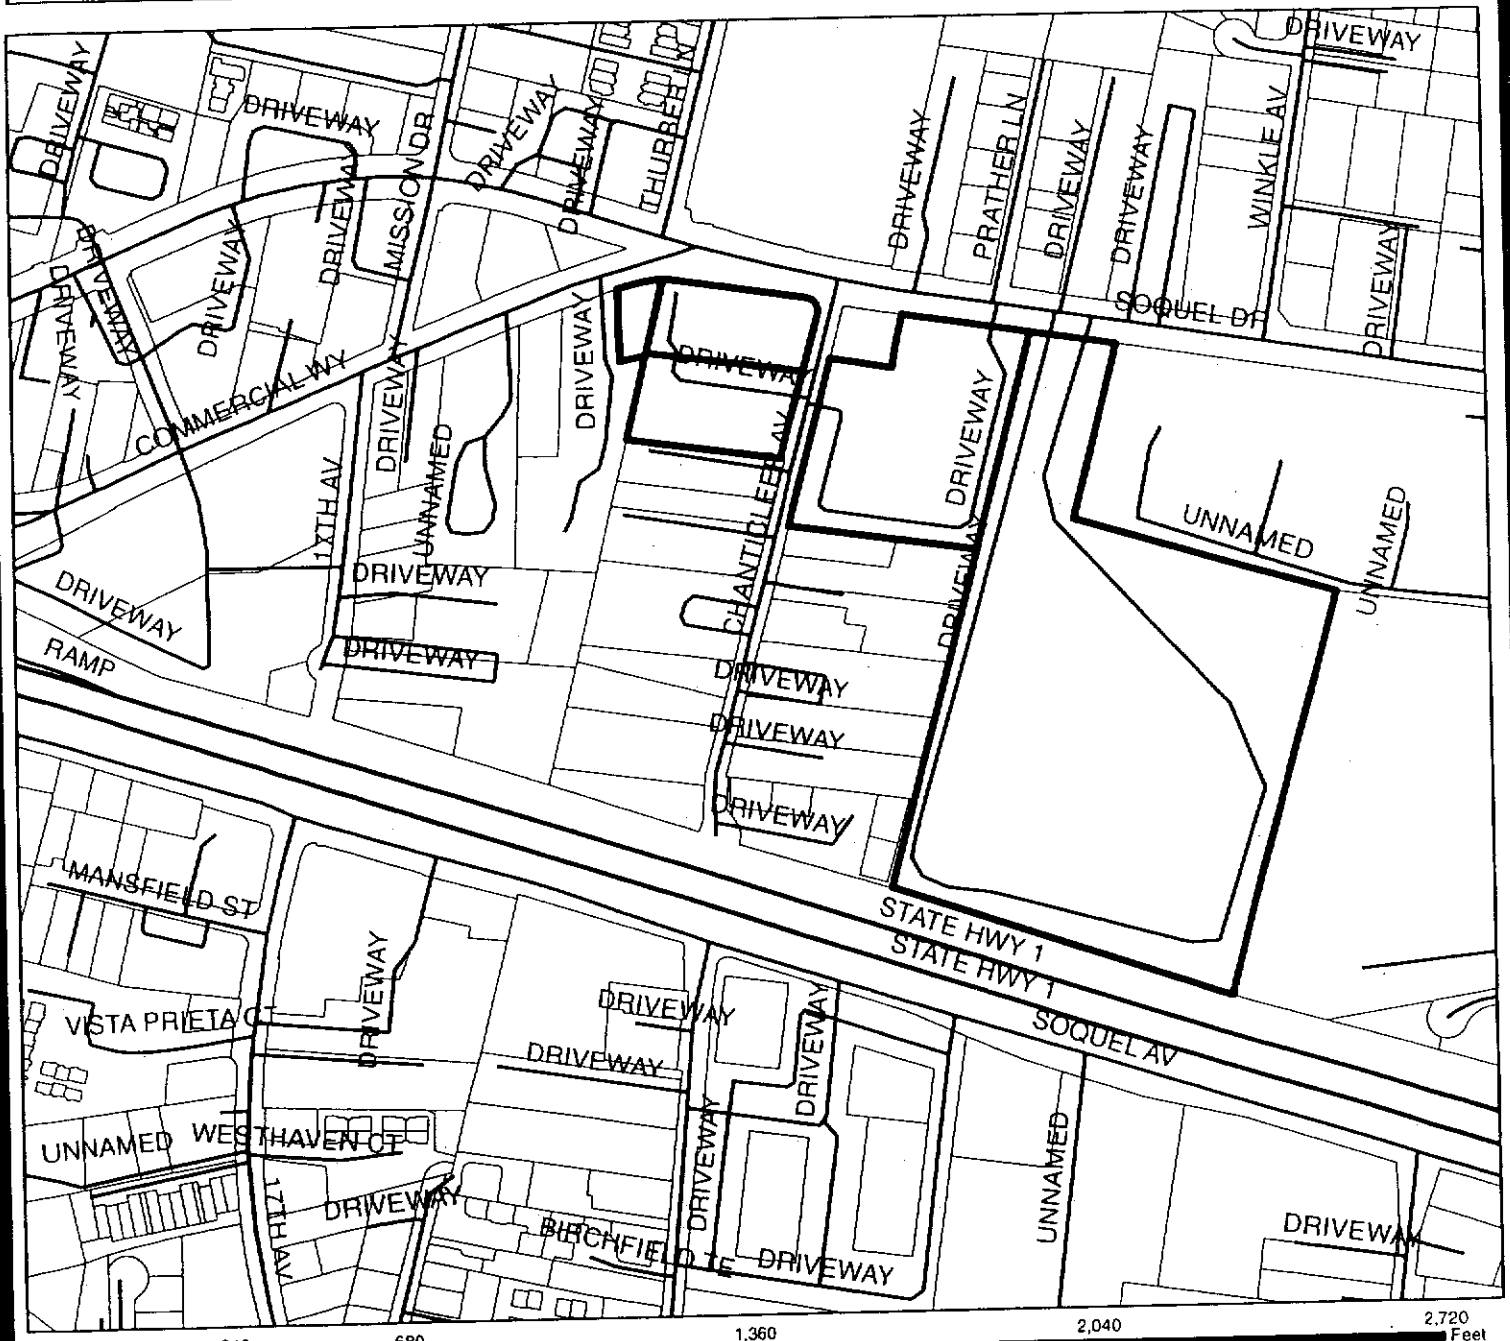 DRIVEWAY
DRIVEWAY
DRIVEWAY
MISSION DR
DRIVEWAY
DRIVEWAY
THURBER LN
DRIVEWAY
PRATHER LN
DRIVEWAY
DRIVEWAY
WINKLE AV
DRIVEWAY
DRIVEWAY
DRIVEWAY
DRIVEWAY
DRIVEWAY
SOQUEL DR
DRIVEWAY
COMMERCIAL WY
DRIVEWAY
DRIVEWAY
DRIVEWAY
DRIVEWAY
17TH AV
UNNAMED
CHANTICLEER AV
DRIVEWAY
UNNAMED
UNNAMED
DRIVEWAY
DRIVEWAY
DRIVEWAY
RAMP
DRIVEWAY
DRIVEWAY
DRIVEWAY
DRIVEWAY
MANSFIELD ST
STATE HWY 1
STATE HWY 1
SOQUEL AV
DRIVEWAY
VISTA PRIETA CT
DRIVEWAY
DRIVEWAY
DRIVEWAY
DRIVEWAY
UNNAMED
UNNAMED
WESTHAVEN CT
17TH AV
DRIVEWAY
BIRCHFIELD TE
DRIVEWAY
DRIVEWAY
680
1,360
2,040
2,720
Feet